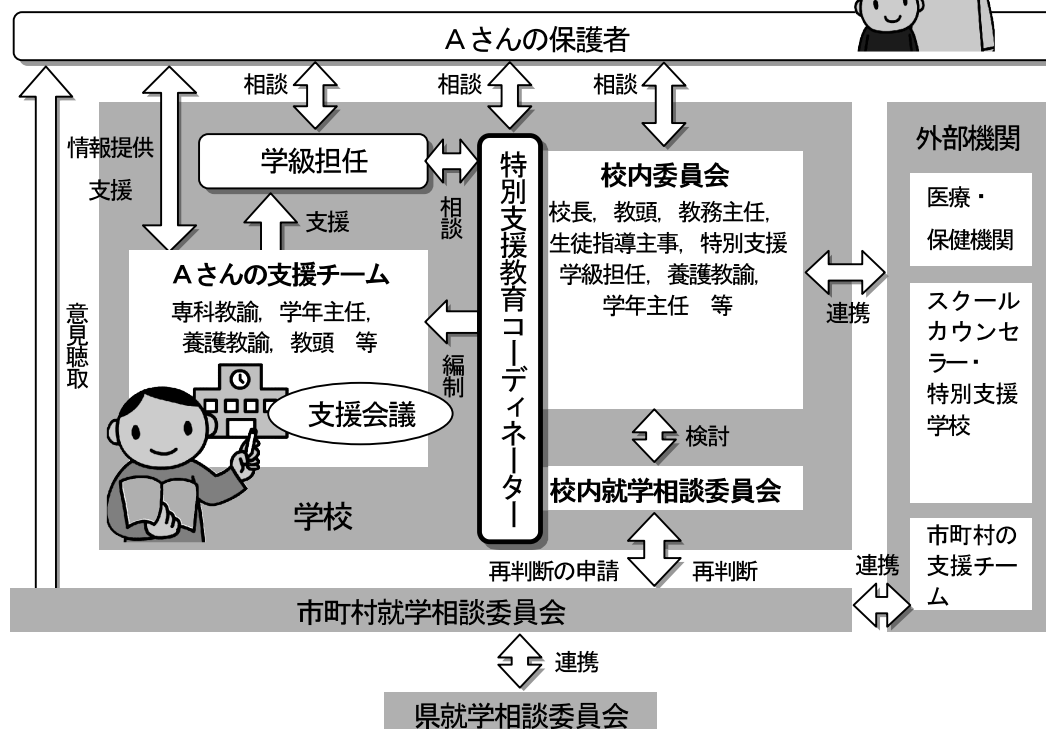 Aさんの保護者
相談
相談
相談
情報提供
支援
学級担任
相談
支援
Aさんの支援チーム
専科教諭，学年主任，
養護教諭，教頭　等
支援会議
編制
意見聴取
学校
特別支援教育コーディネーター
校内委員会
校長，教頭，教務主任，
生徒指導主事，特別支援
学級担任，養護教諭，
学年主任　等
検討
校内就学相談委員会
再判断の申請
再判断
連携
外部機関
医療・
保健機関
スクール
カウンセ
ラー・
特別支援
学校
市町村の
支援チー
ム
連携
市町村就学相談委員会
連携
県就学相談委員会